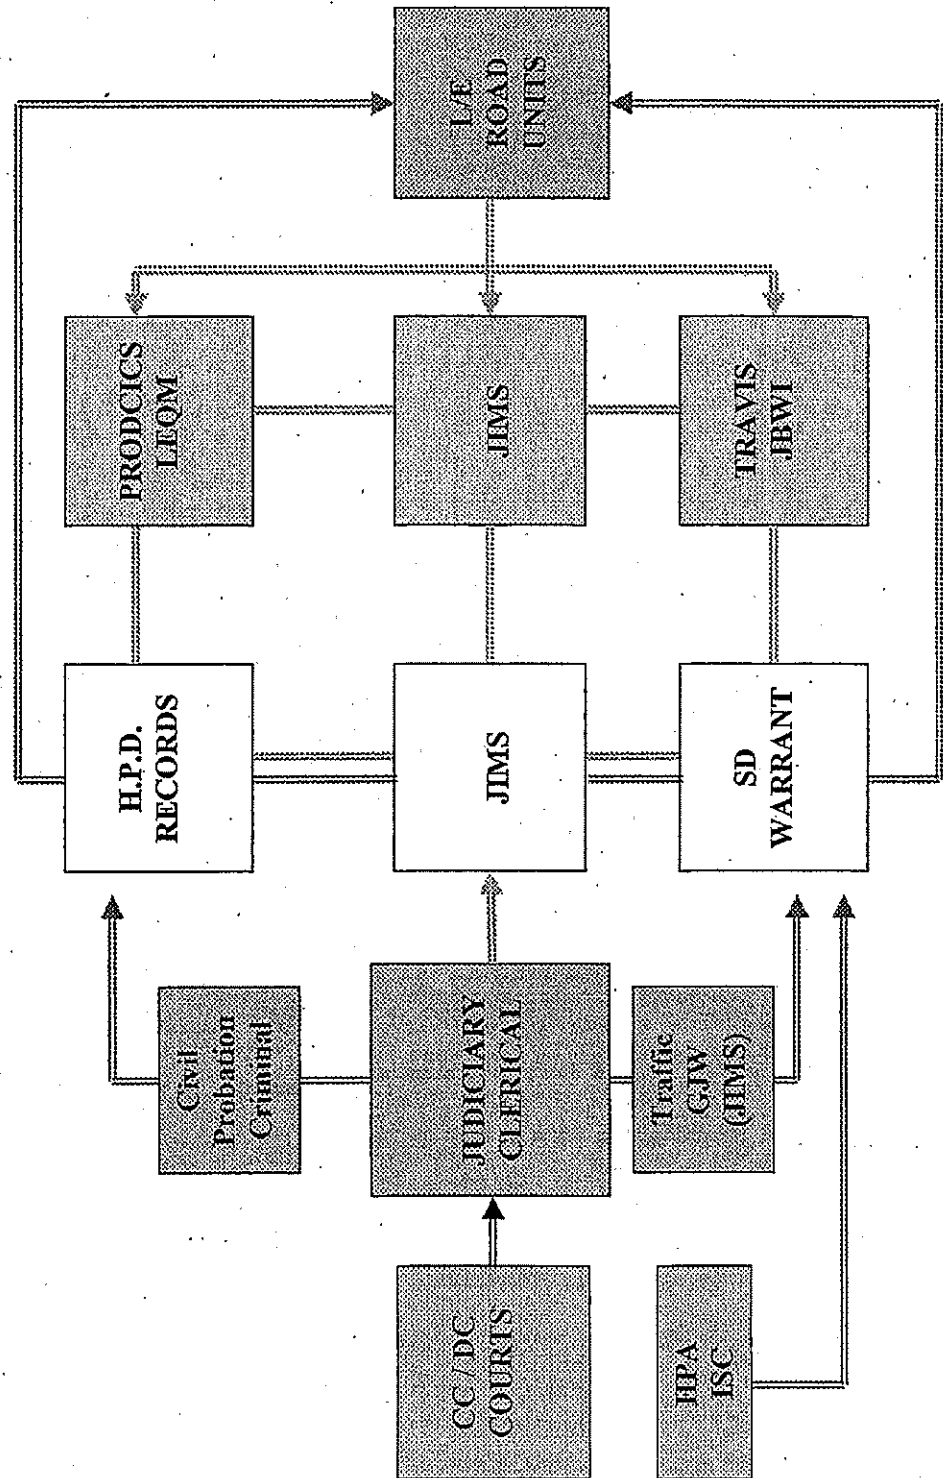 CC / DC
COURTS
HPA
ISC
Civil
Probation
Criminal
JUDICIARY
CLERICAL
Traffic
GJW
(JIMS)
H.P.D.
RECORDS
JIMS
SD
WARRANT
PRODCICS
LEQM
JIMS
TRAVIS
JBWI
L/E
ROAD
UNITS